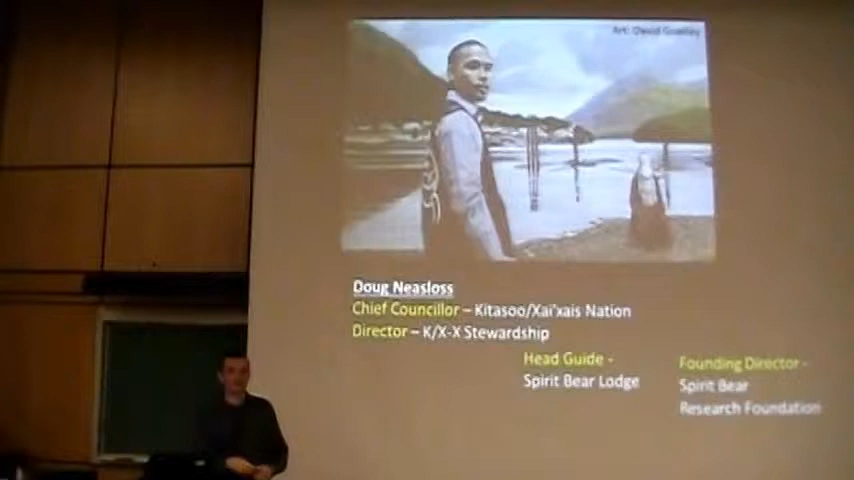 Art: David Goatley
Doug Neasloss
Chief Councillor – Kitasoo/Xai'xais Nation
Director – K/X-X Stewardship
Head Guide -
Spirit Bear Lodge
Founding Director -
Spirit Bear
Research Foundation